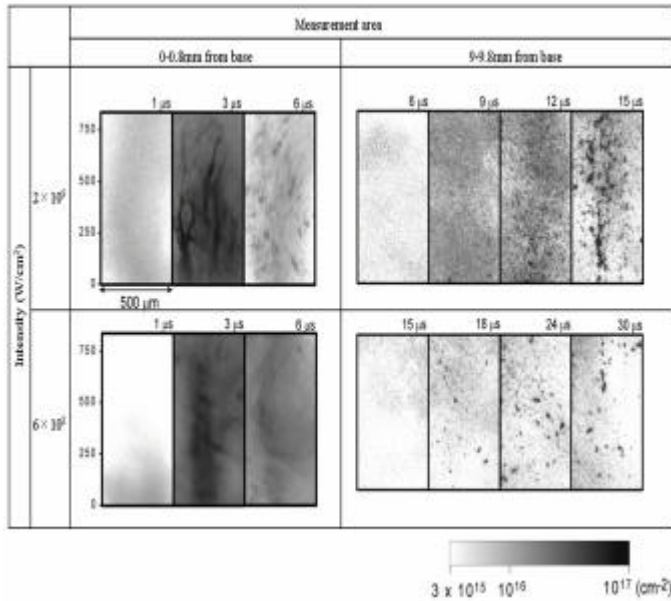 Measurement area
0-0.8mm from base
9-9.8mm from base
Intensity (W/cm²)
1 μs 3 μs 6 μs
6 μs 9 μs 12 μs 15 μs
750
500
250
0
500 μm
1 μs 3 μs 6 μs
15 μs 18 μs 24 μs 30 μs
750
500
250
0
3 x 10¹⁵ 10¹⁶ 10¹⁷ (cm⁻²)